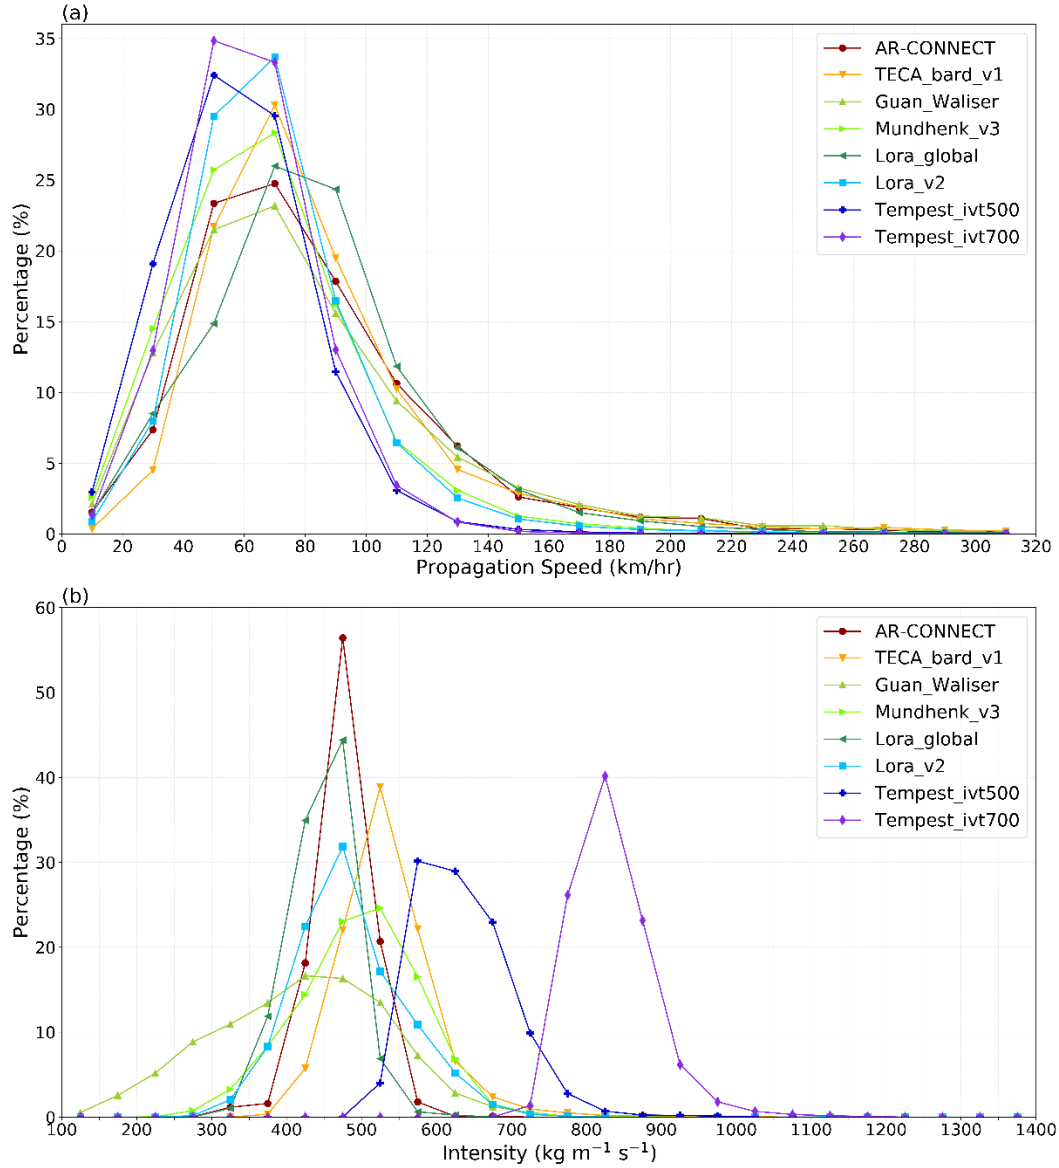 (a)
35
30
25
20
15
10
5
0
Percentage (%)
AR-CONNECT
TECA_bard_v1
Guan_Waliser
Mundhenk_v3
Lora_global
Lora_v2
Tempest_ivt500
Tempest_ivt700
0 20 40 60 80 100 120 140 160 180 200 220 240 260 280 300 320
Propagation Speed (km/hr)
(b)
60
50
40
30
20
10
0
Percentage (%)
AR-CONNECT
TECA_bard_v1
Guan_Waliser
Mundhenk_v3
Lora_global
Lora_v2
Tempest_ivt500
Tempest_ivt700
100 200 300 400 500 600 700 800 900 1000 1100 1200 1300 1400
Intensity (kg m⁻¹ s⁻¹)